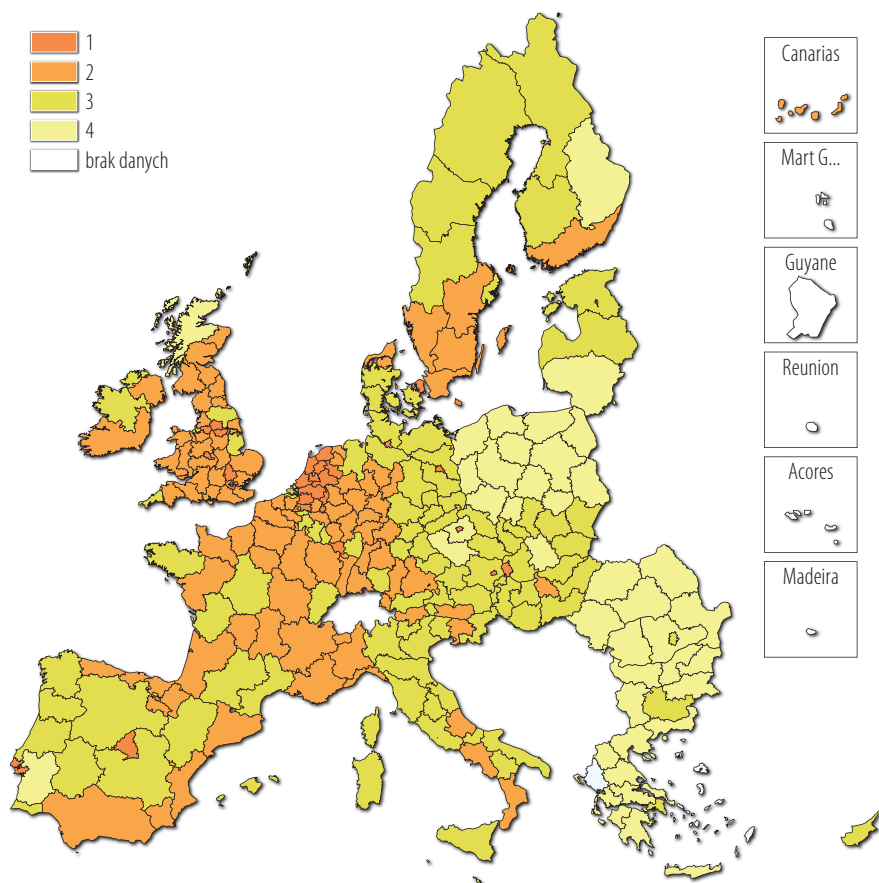 1
2
3
4
brak danych
Canarias
Mart G...
Guyane
Reunion
Acores
Madeira